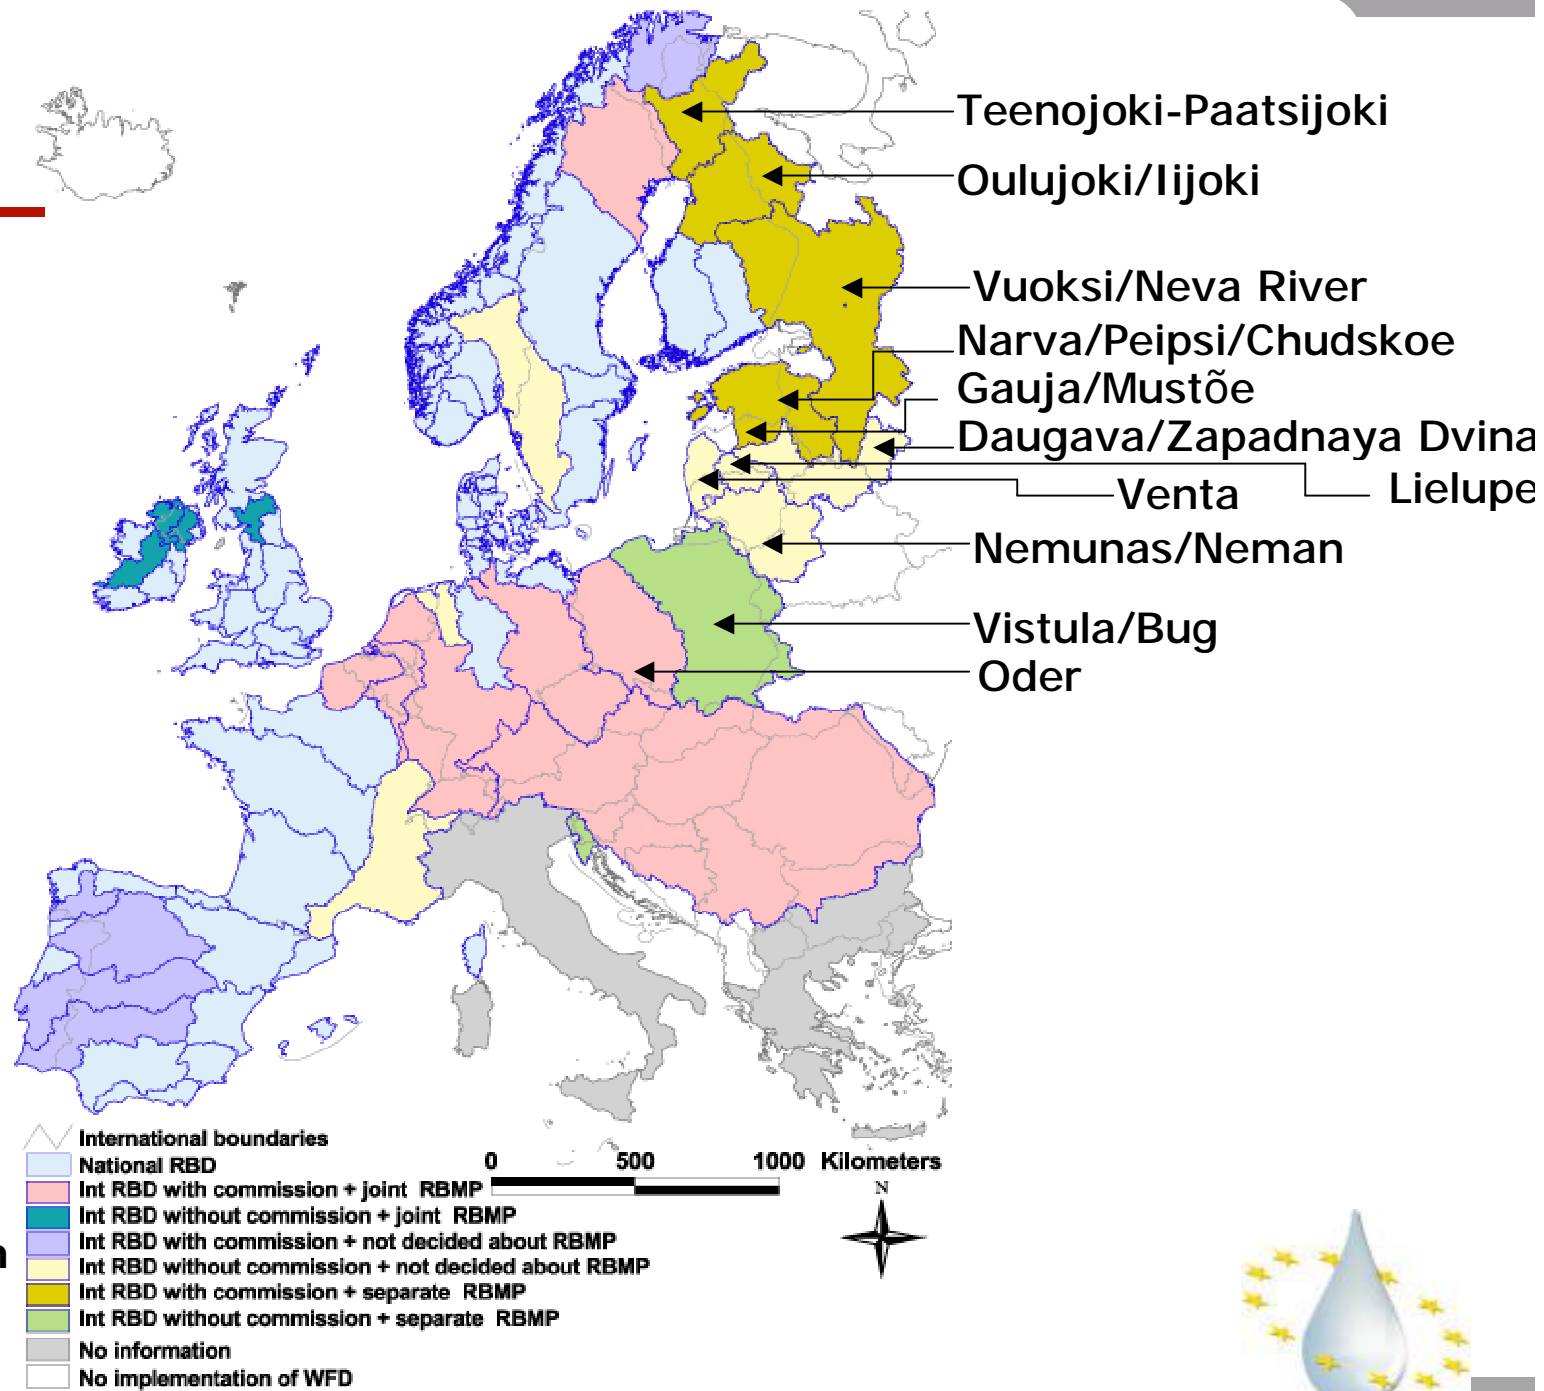 Teenojoki-Paatsijoki
Oulujoki/Iijoki
Vuoksi/Neva River
Narva/Peipsi/Chudskoe
Gauja/Mustõe
Daugava/Zapadnaya Dvina
Venta
Lielupe
Nemunas/Neman
Vistula/Bug
Oder
International boundaries
National RBD
Int RBD with commission + joint RBMP
Int RBD without commission + joint RBMP
Int RBD with commission + not decided about RBMP
Int RBD without commission + not decided about RBMP
Int RBD with commission + separate RBMP
Int RBD without commission + separate RBMP
No information
No implementation of WFD
0 500 1000 Kilometers
N